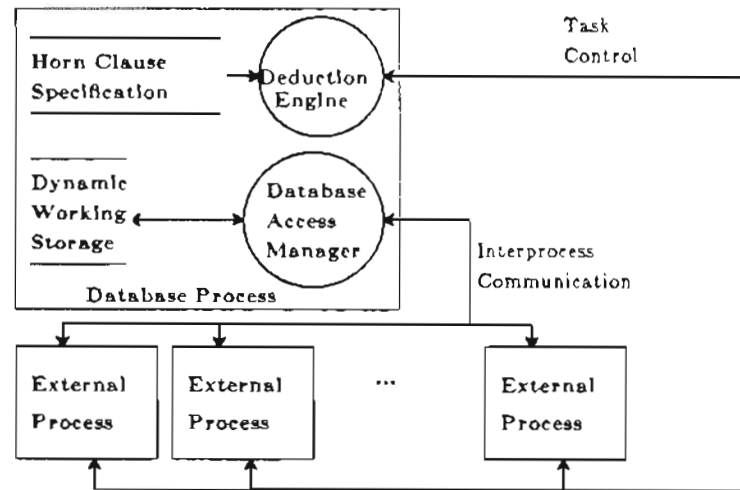 Task
Control
Horn Clause
Specification
Deduction
Engine
Dynamic
Working
Storage
Database
Access
Manager
Interprocess
Communication
Database Process
External
Process
External
Process
...
External
Process